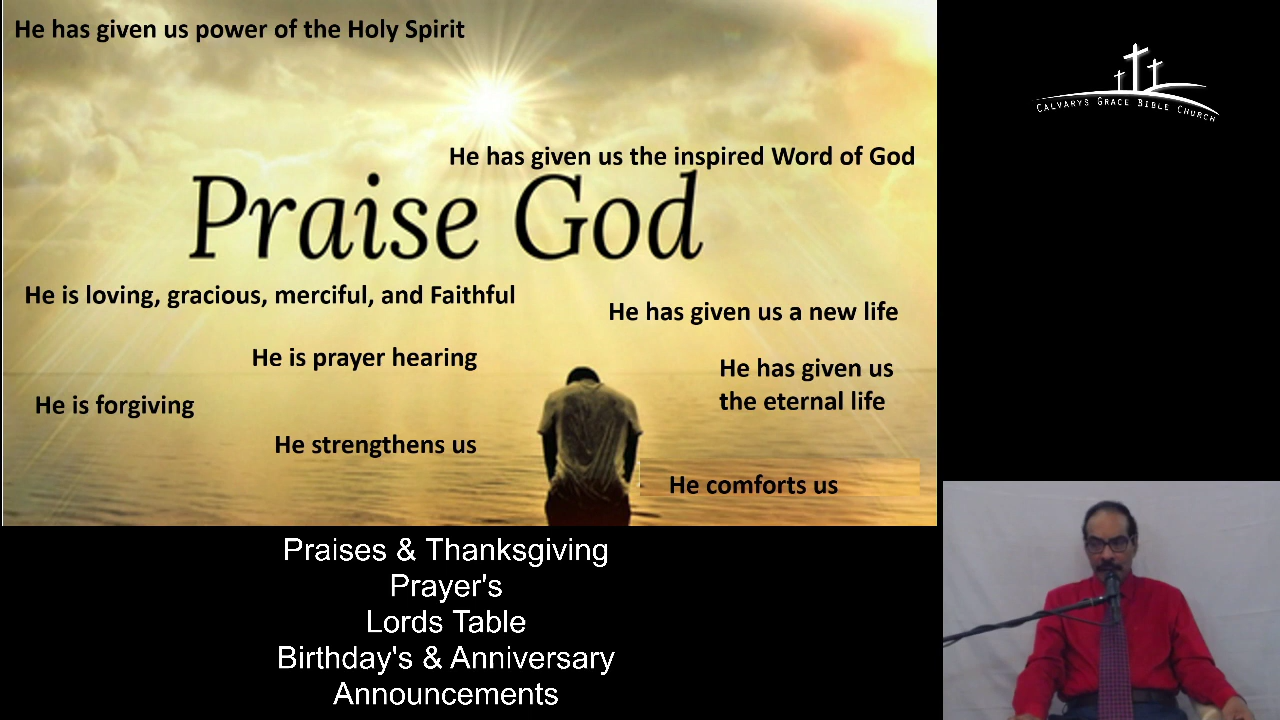 He has given us power of the Holy Spirit
He has given us the inspired Word of God
Praise God
He is loving, gracious, merciful, and Faithful
He has given us a new life
He is prayer hearing
He has given us
the eternal life
He is forgiving
He strengthens us
He comforts us
Praises & Thanksgiving
Prayer's
Lords Table
Birthday's & Anniversary
Announcements
CALVARYS GRACE BIBLE CHURCH